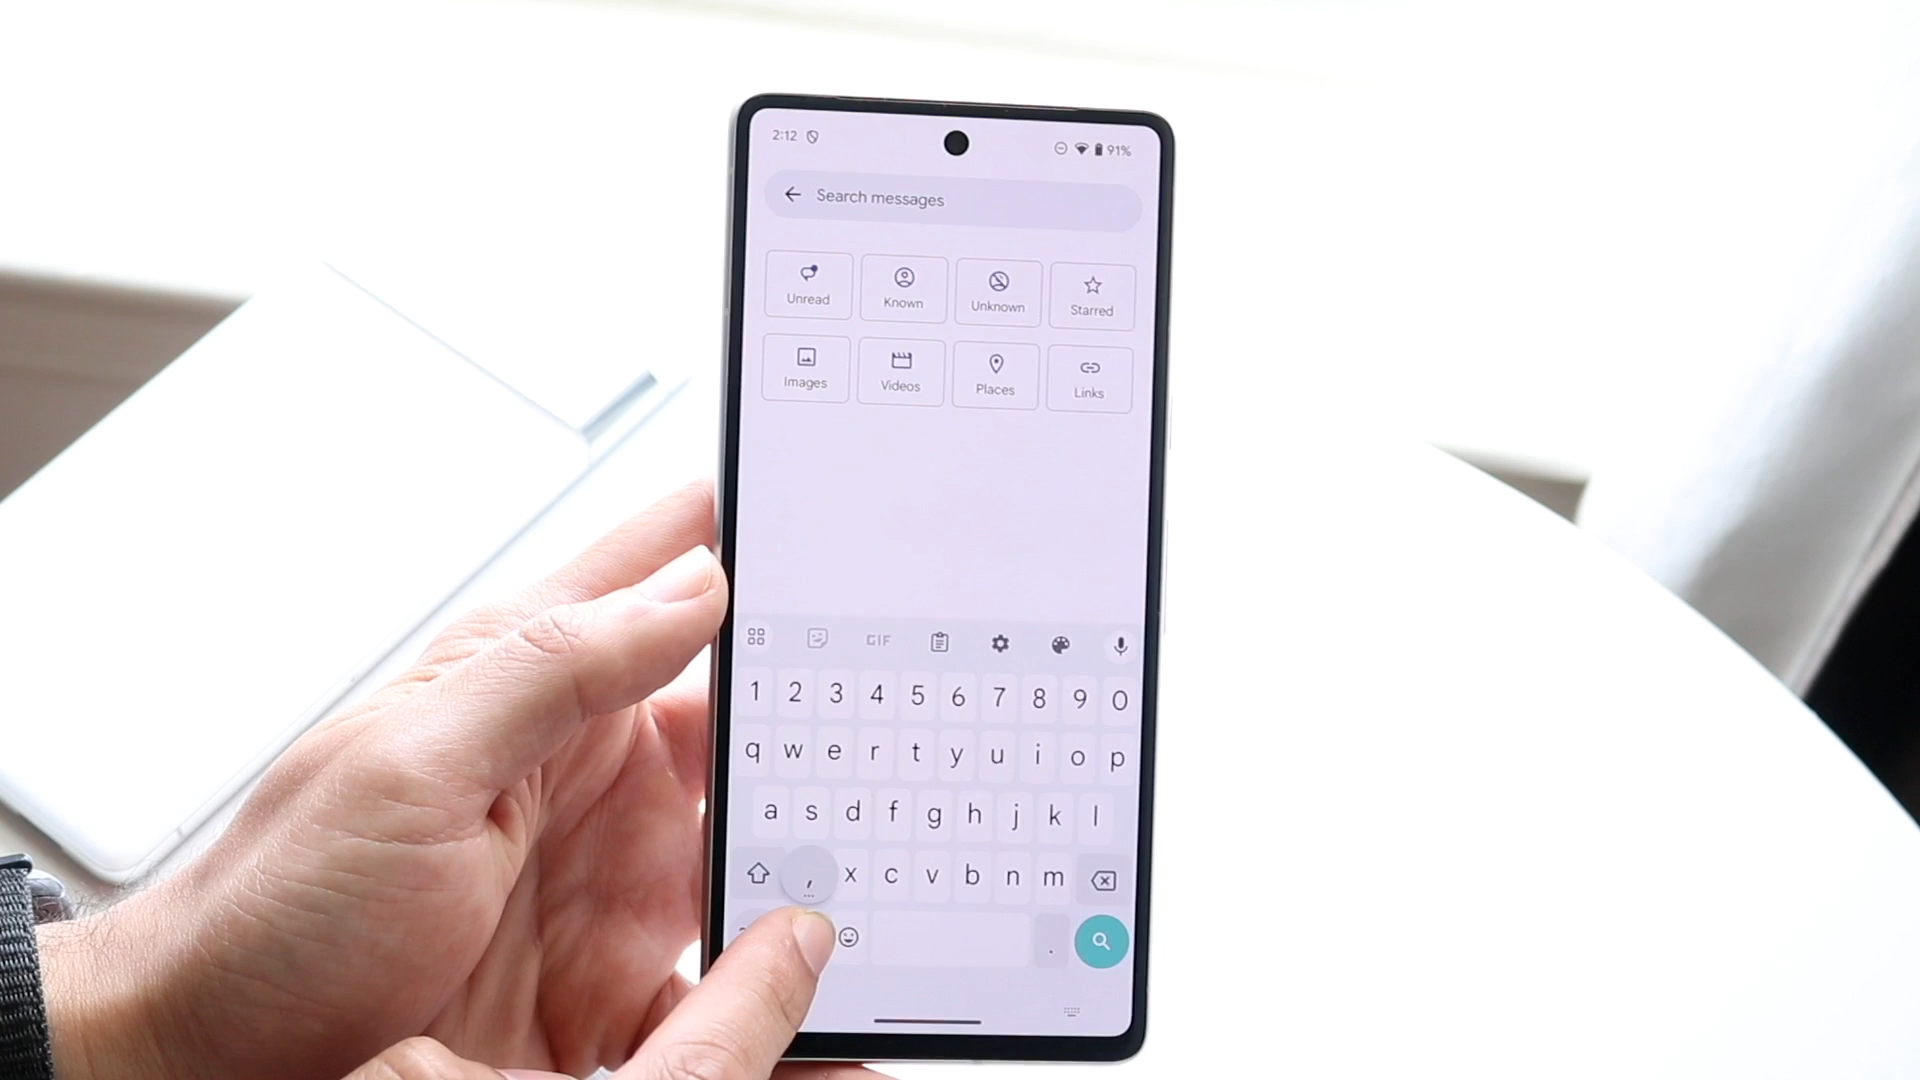 2:12 91%
Search messages
Unread Known Unknown Starred
Images Videos Places Links
GIF
1 2 3 4 5 6 7 8 9 0
q w e r t y u i o p
a s d f g h j k l
, x c v b n m
.